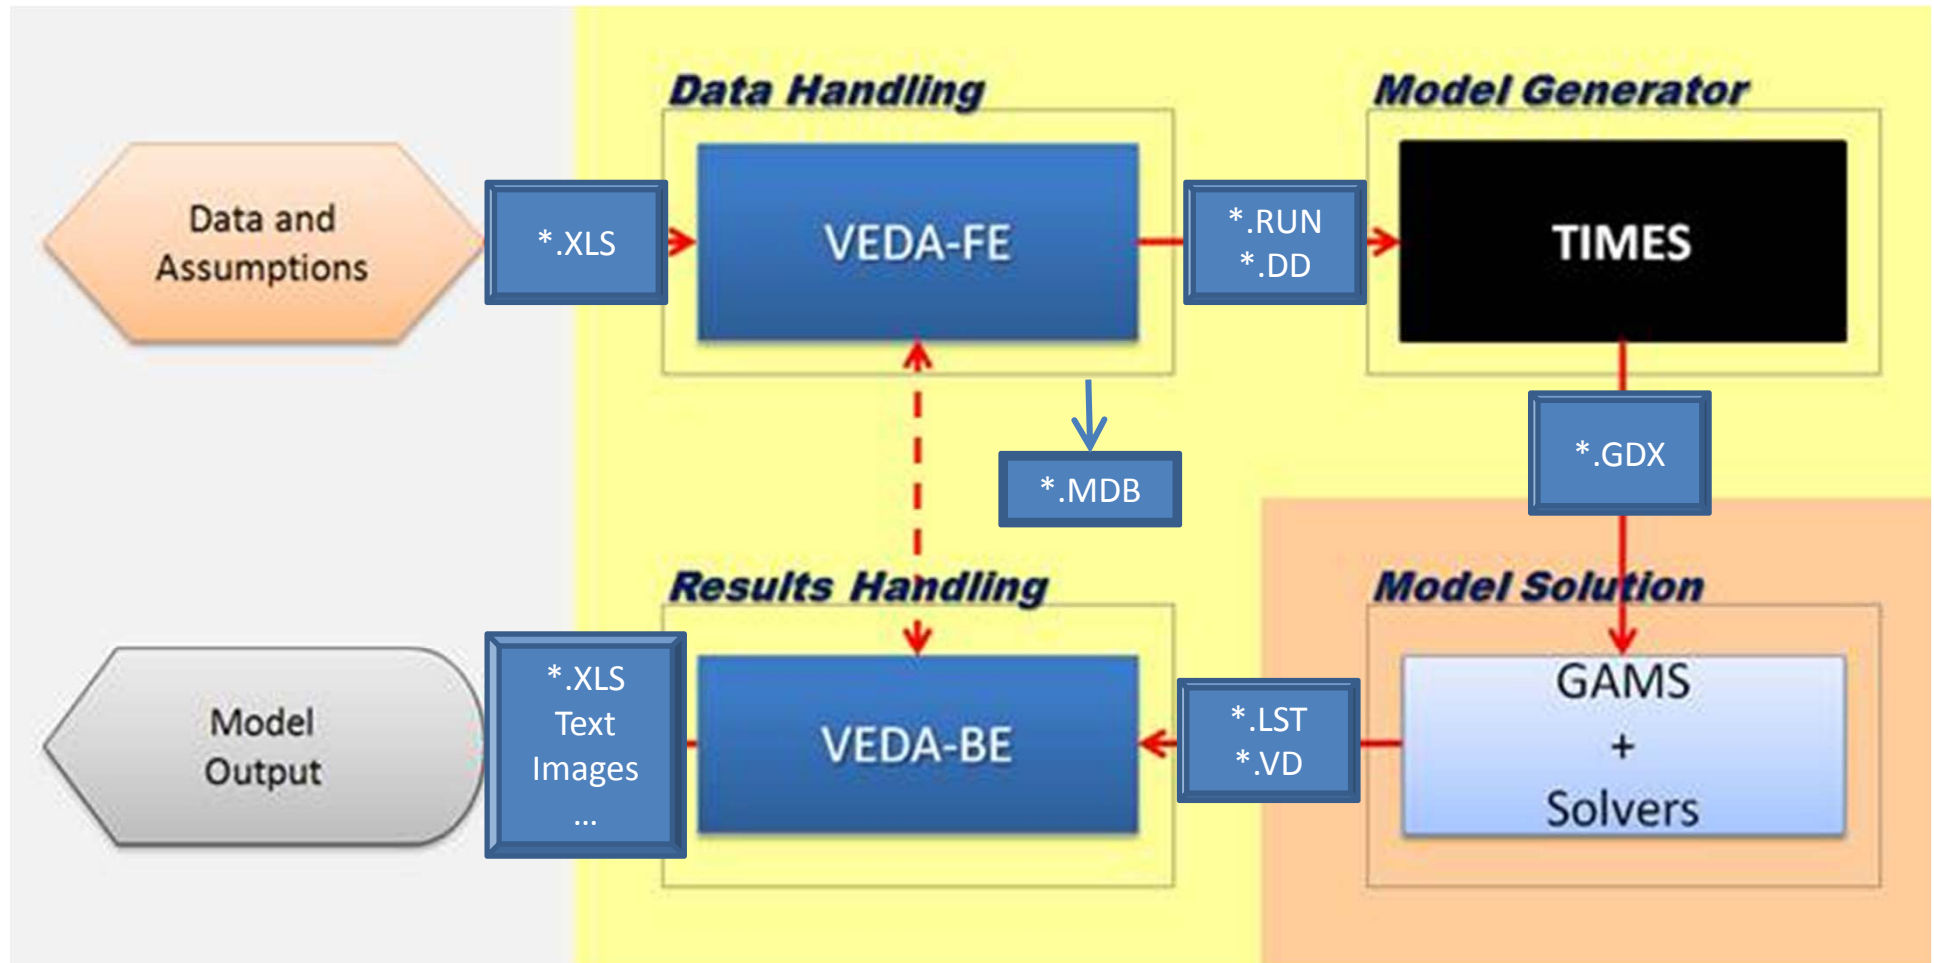 Data Handling
Model Generator
Data and
Assumptions
*.XLS
VEDA-FE
*.RUN
*.DD
TIMES
*.GDX
*.MDB
Results Handling
Model Solution
Model
Output
*.XLS
Text
Images
...
VEDA-BE
*.LST
*.VD
GAMS
+
Solvers